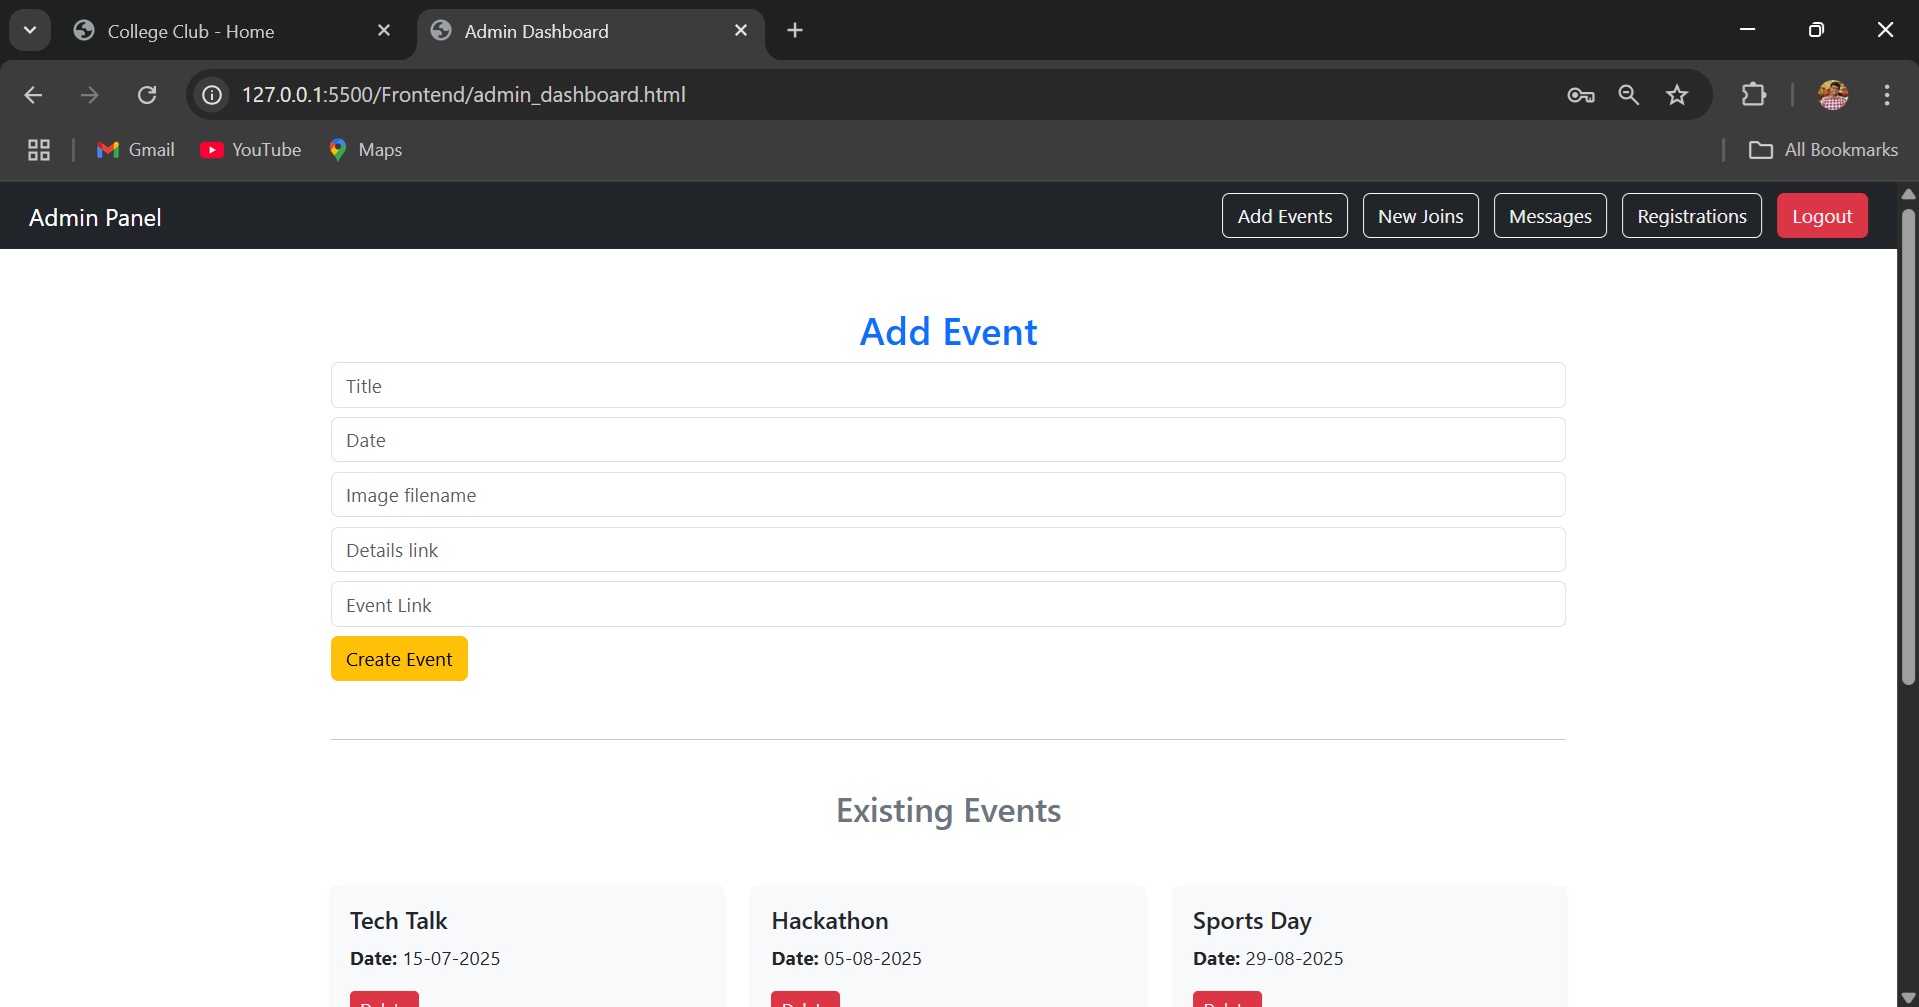 College Club - Home
Admin Dashboard
127.0.0.1:5500/Frontend/admin_dashboard.html
Gmail YouTube Maps All Bookmarks
Admin Panel Add Events New Joins Messages Registrations Logout
Add Event
Title
Date
Image filename
Details link
Event Link
Create Event
Existing Events
Tech Talk Hackathon Sports Day
Date: 15-07-2025 Date: 05-08-2025 Date: 29-08-2025